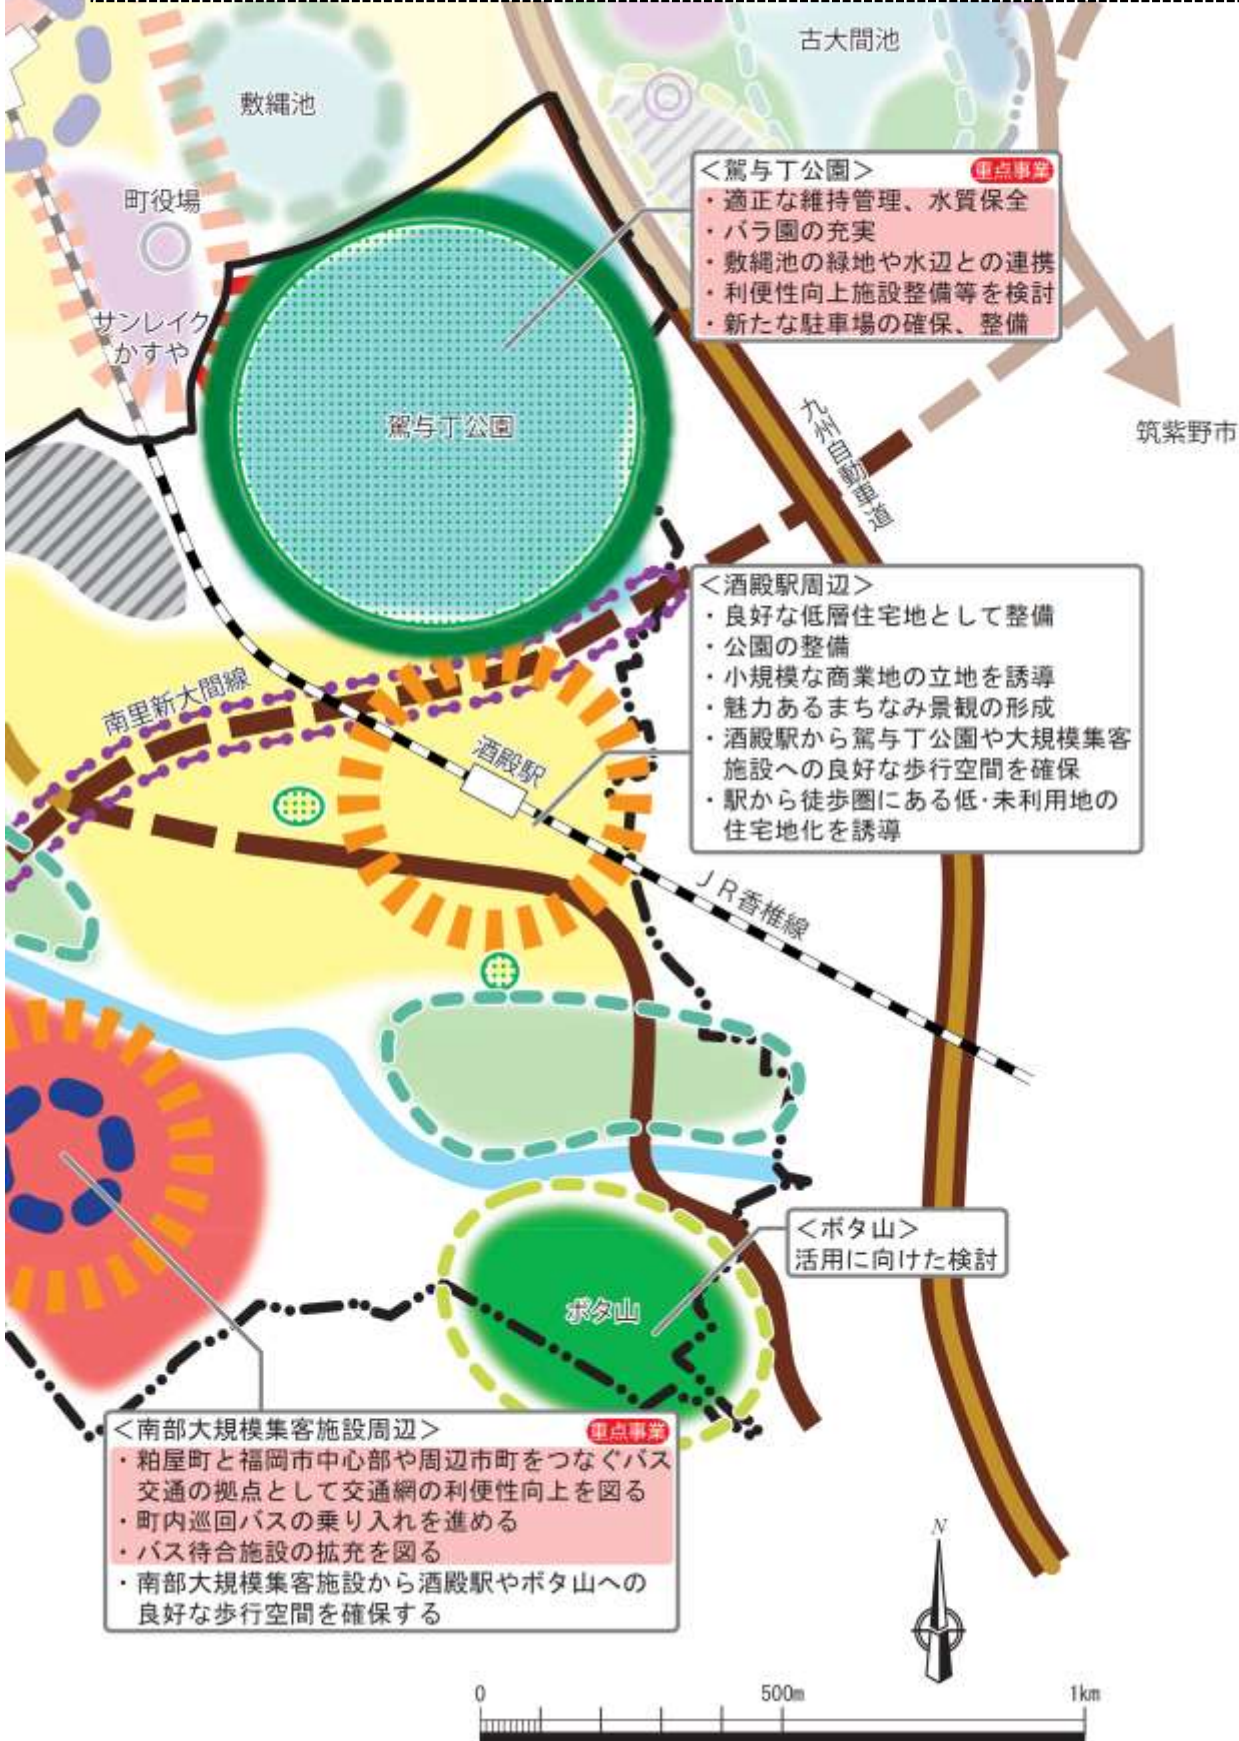 古大間池
敷縄池
町役場
サンレイク
かすや
＜駕与丁公園＞ 重点事業
・適正な維持管理、水質保全
・バラ園の充実
・敷縄池の緑地や水辺との連携
・利便性向上施設整備等を検討
・新たな駐車場の確保、整備
駕与丁公園
九州自動車道
筑紫野市
＜酒殿駅周辺＞
・良好な低層住宅地として整備
・公園の整備
・小規模な商業地の立地を誘導
・魅力あるまちなみ景観の形成
・酒殿駅から駕与丁公園や大規模集客
施設への良好な歩行空間を確保
・駅から徒歩圏にある低・未利用地の
住宅地化を誘導
南里新大間線
酒殿駅
ＪＲ香椎線
＜ボタ山＞
活用に向けた検討
ボタ山
＜南部大規模集客施設周辺＞ 重点事業
・粕屋町と福岡市中心部や周辺市町をつなぐバス
交通の拠点として交通網の利便性向上を図る
・町内巡回バスの乗り入れを進める
・バス待合施設の拡充を図る
・南部大規模集客施設から酒殿駅やボタ山への
良好な歩行空間を確保する
N
0 500m 1km